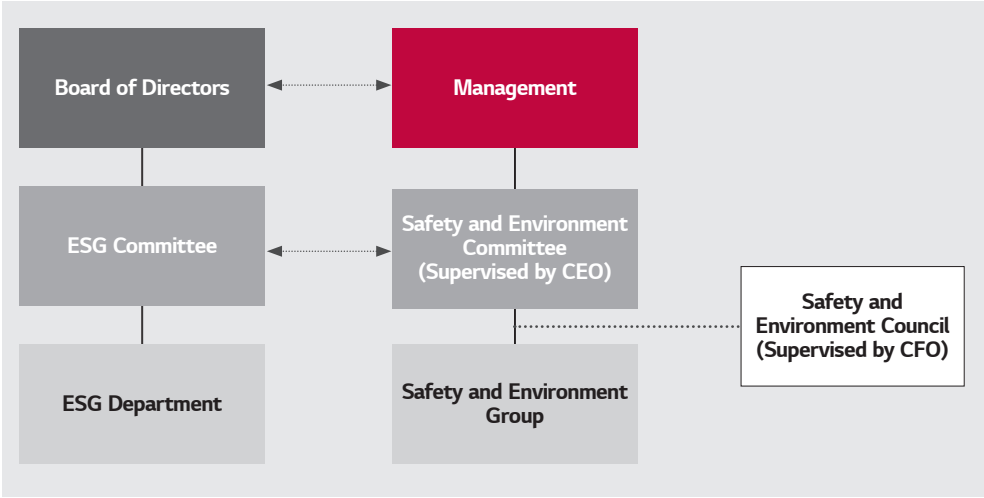 Board of Directors
Management
ESG Committee
Safety and Environment
Committee
(Supervised by CEO)
Safety and
Environment Council
(Supervised by CFO)
ESG Department
Safety and Environment
Group